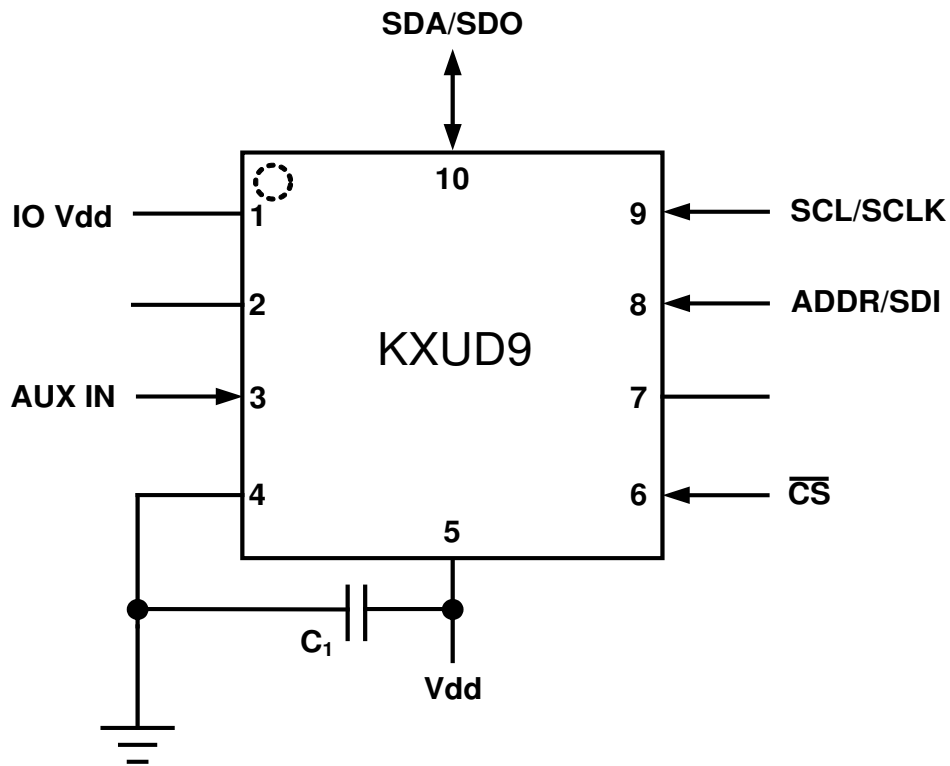 SDA/SDO
10
IO Vdd
1
9
SCL/SCLK
2
8
ADDR/SDI
KXUD9
AUX IN
3
7
4
6
C̅S̅
5
C₁
Vdd